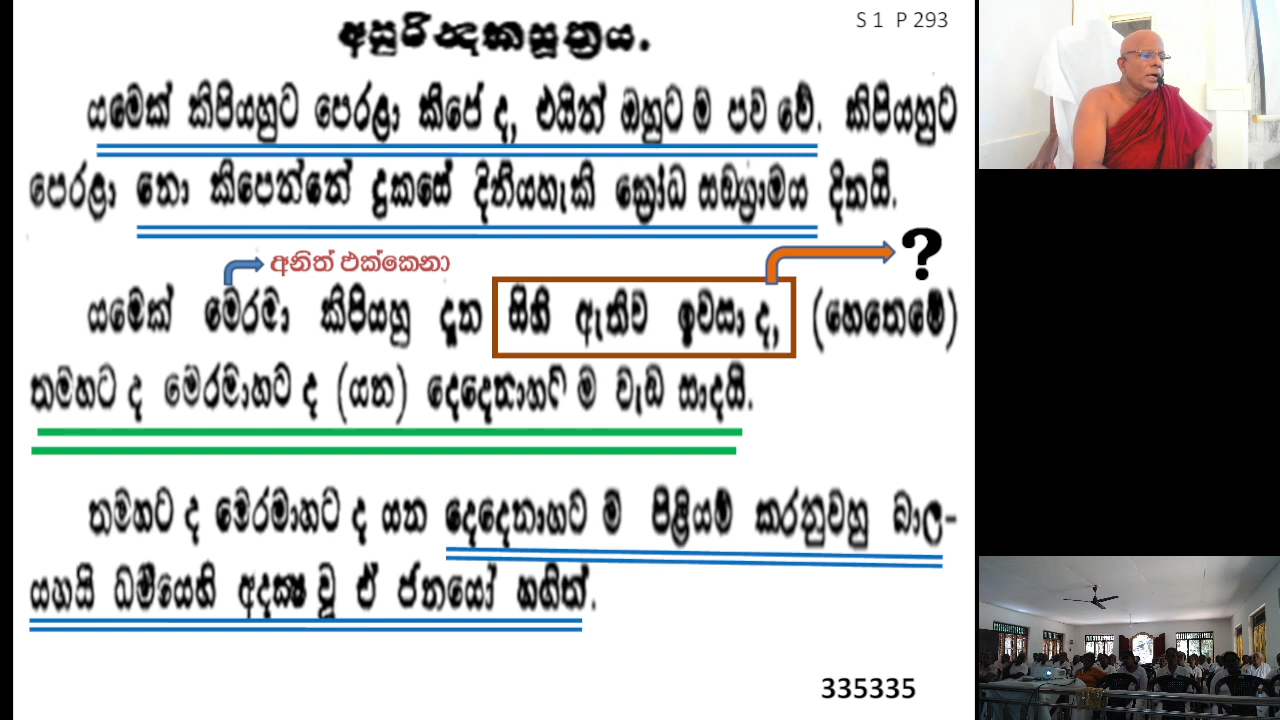 S 1 P 293
අසුරින්‍දකසූත්‍රය.
යමෙක් කිපියහුට පෙරළා කිපේ ද, එයින් ඔහුට ම පව වේ. කිපියහුට
පෙරළා නො කිපෙන්නේ දුකසේ දිනියහැකි ක්‍රෝධ සඞ්ග්‍රාමය දිනයි.
අනිත් එක්කෙනා
?
යමෙක් මෙරමා කිපියහු දැන සිහි ඇතිව ඉවසා ද, (හෙතෙමේ)
තමහට ද මෙරමාහට ද (යන) දෙදෙනාහට ම වැඩ සාදයි.
තමහට ද මෙරමාහට ද යන දෙදෙනාහට ම පිළියම් කරනුවහු බාල-
යහයි ධර්‍මයෙහි අදක්‍ෂ වූ ඒ ජනයෝ හඟිත්.
335335